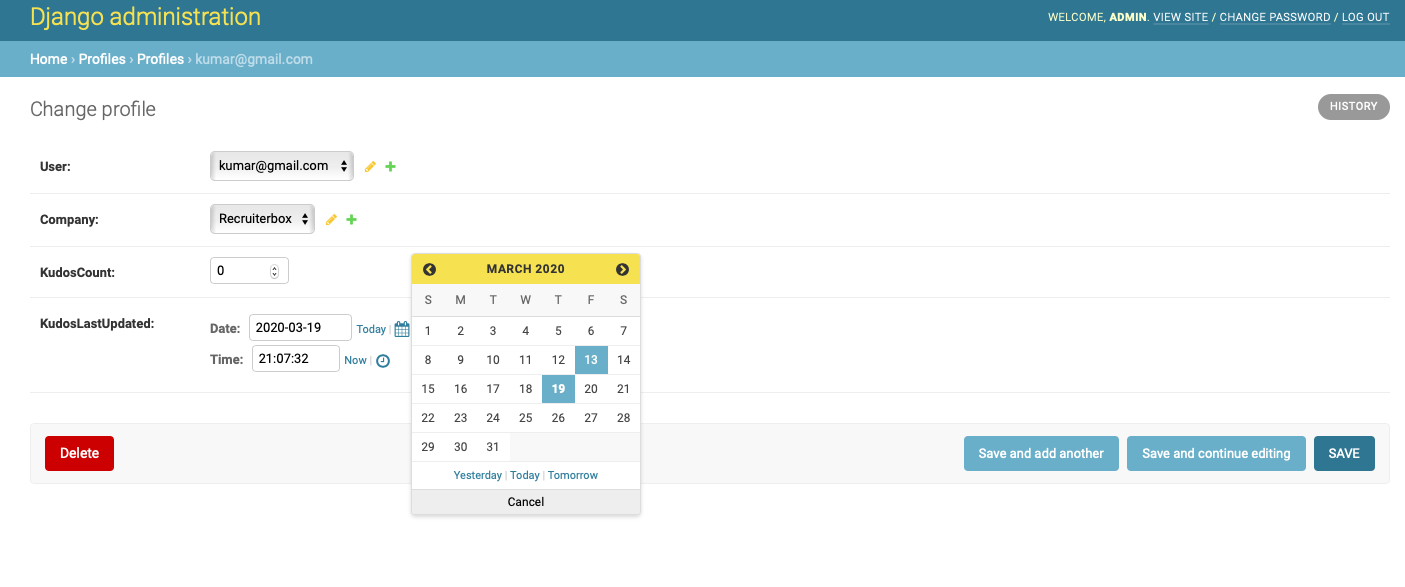 Django administration
WELCOME, ADMIN. VIEW SITE / CHANGE PASSWORD / LOG OUT
Home › Profiles › Profiles › kumar@gmail.com
Change profile
HISTORY
User: kumar@gmail.com
Company: Recruiterbox
KudosCount: 0
KudosLastUpdated:
Date: 2020-03-19 Today |
Time: 21:07:32 Now |
MARCH 2020
S M T W T F S
1 2 3 4 5 6 7
8 9 10 11 12 13 14
15 16 17 18 19 20 21
22 23 24 25 26 27 28
29 30 31
Yesterday | Today | Tomorrow
Cancel
Delete
Save and add another
Save and continue editing
SAVE